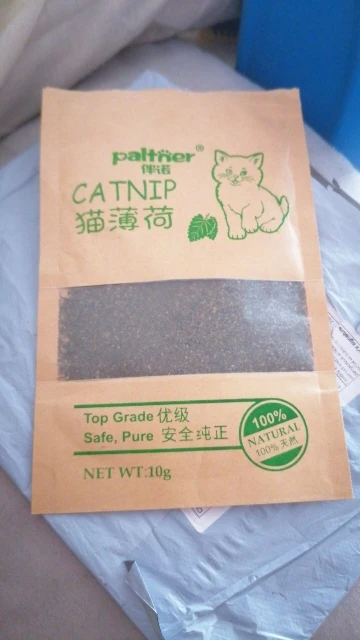 paltner®
伴诺
CATNIP
猫薄荷
Top Grade 优级
Safe, Pure 安全纯正
100%
NATURAL
100% 天然
NET WT:10g